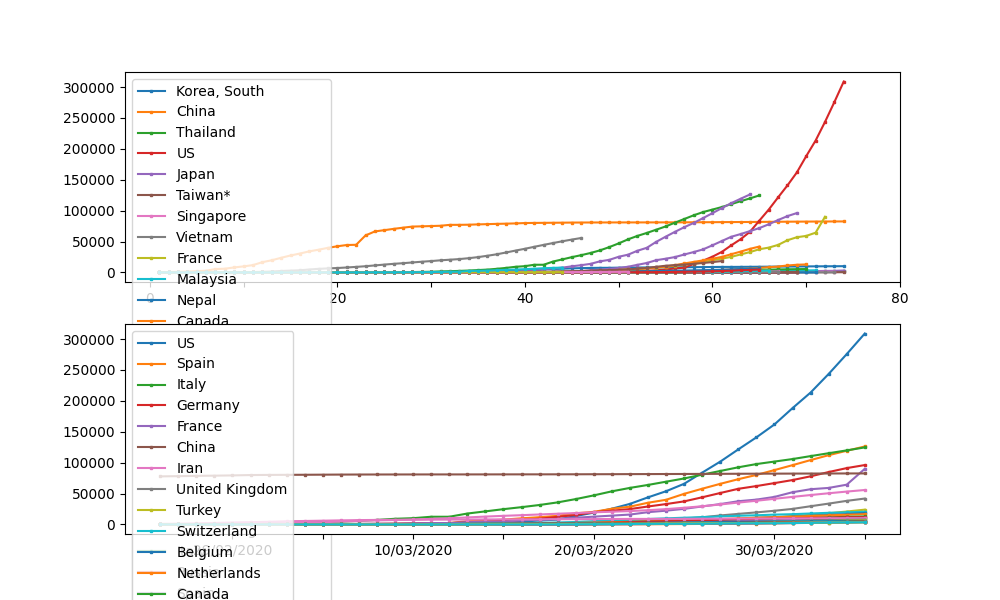 300000
250000
200000
150000
100000
50000
0
Korea, South
China
Thailand
US
Japan
Taiwan*
Singapore
Vietnam
France
Malaysia
Nepal
Canada
0
20
40
60
80
300000
250000
200000
150000
100000
50000
0
US
Spain
Italy
Germany
France
China
Iran
United Kingdom
Turkey
Switzerland
Belgium
Netherlands
Canada
10/03/2020
20/03/2020
30/03/2020